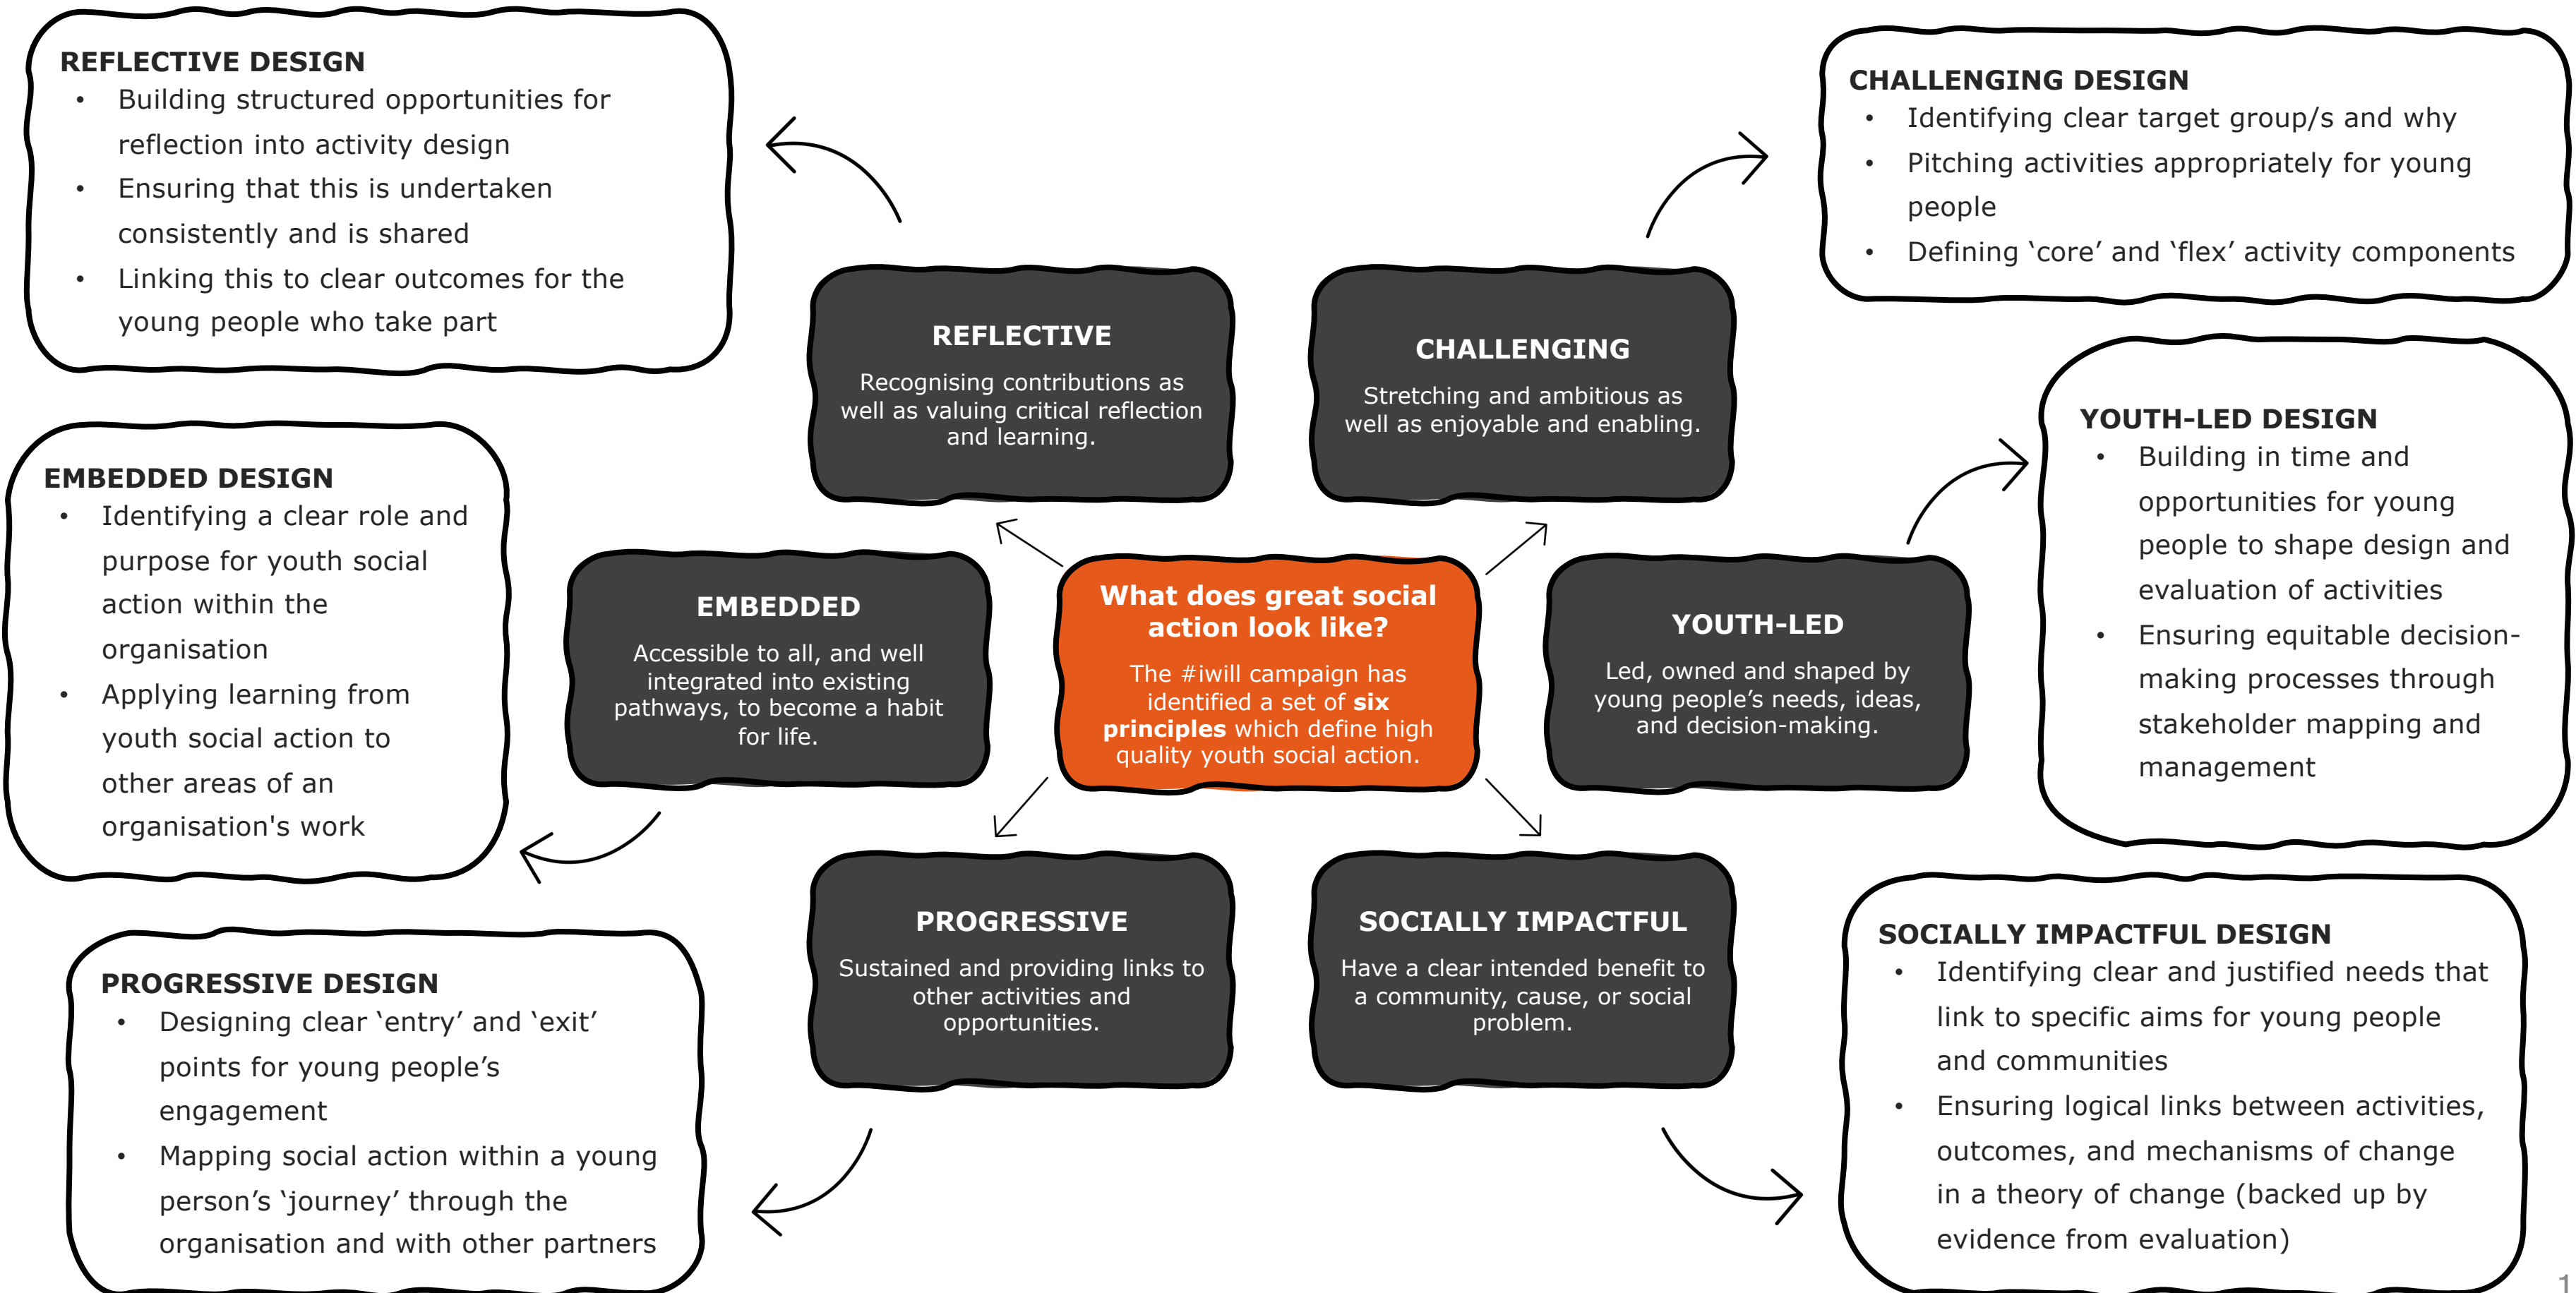 REFLECTIVE DESIGN
• Building structured opportunities for
reflection into activity design
• Ensuring that this is undertaken
consistently and is shared
• Linking this to clear outcomes for the
young people who take part
CHALLENGING DESIGN
• Identifying clear target group/s and why
• Pitching activities appropriately for young
people
• Defining ‘core’ and ‘flex’ activity components
REFLECTIVE
Recognising contributions as
well as valuing critical reflection
and learning.
CHALLENGING
Stretching and ambitious as
well as enjoyable and enabling.
EMBEDDED DESIGN
• Identifying a clear role and
purpose for youth social
action within the
organisation
• Applying learning from
youth social action to
other areas of an
organisation's work
EMBEDDED
Accessible to all, and well
integrated into existing
pathways, to become a habit
for life.
What does great social
action look like?
The #iwill campaign has
identified a set of six
principles which define high
quality youth social action.
YOUTH-LED
Led, owned and shaped by
young people’s needs, ideas,
and decision-making.
YOUTH-LED DESIGN
• Building in time and
opportunities for young
people to shape design and
evaluation of activities
• Ensuring equitable decision-
making processes through
stakeholder mapping and
management
PROGRESSIVE DESIGN
• Designing clear ‘entry’ and ‘exit’
points for young people’s
engagement
• Mapping social action within a young
person’s ‘journey’ through the
organisation and with other partners
PROGRESSIVE
Sustained and providing links to
other activities and
opportunities.
SOCIALLY IMPACTFUL
Have a clear intended benefit to
a community, cause, or social
problem.
SOCIALLY IMPACTFUL DESIGN
• Identifying clear and justified needs that
link to specific aims for young people
and communities
• Ensuring logical links between activities,
outcomes, and mechanisms of change
in a theory of change (backed up by
evidence from evaluation)
1